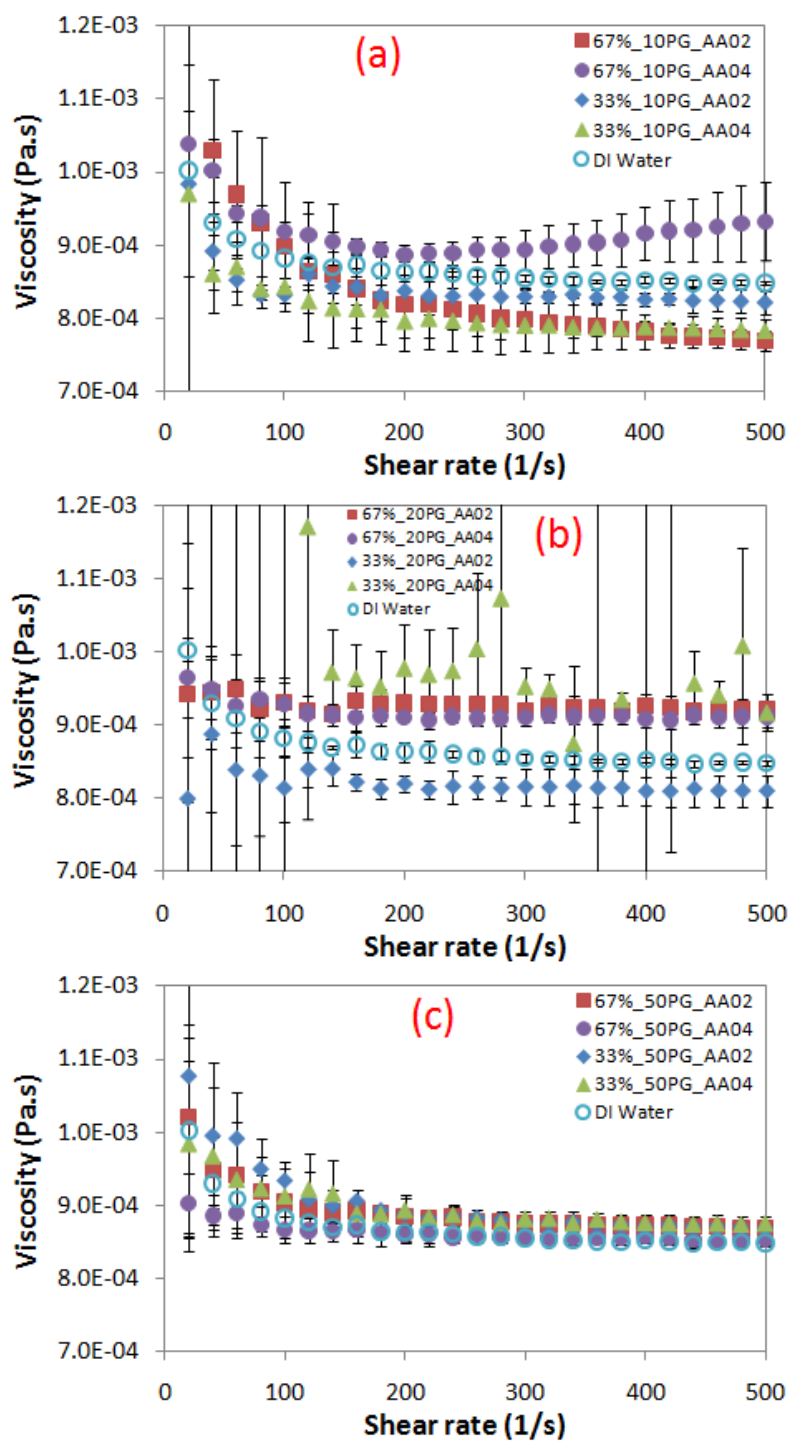 (a)
67%_10PG_AA02
67%_10PG_AA04
33%_10PG_AA02
33%_10PG_AA04
DI Water
Viscosity (Pa.s)
1.2E-03
1.1E-03
1.0E-03
9.0E-04
8.0E-04
7.0E-04
0 100 200 300 400 500
Shear rate (1/s)
(b)
67%_20PG_AA02
67%_20PG_AA04
33%_20PG_AA02
33%_20PG_AA04
DI Water
Viscosity (Pa.s)
1.2E-03
1.1E-03
1.0E-03
9.0E-04
8.0E-04
7.0E-04
0 100 200 300 400 500
Shear rate (1/s)
(c)
67%_50PG_AA02
67%_50PG_AA04
33%_50PG_AA02
33%_50PG_AA04
DI Water
Viscosity (Pa.s)
1.2E-03
1.1E-03
1.0E-03
9.0E-04
8.0E-04
7.0E-04
0 100 200 300 400 500
Shear rate (1/s)